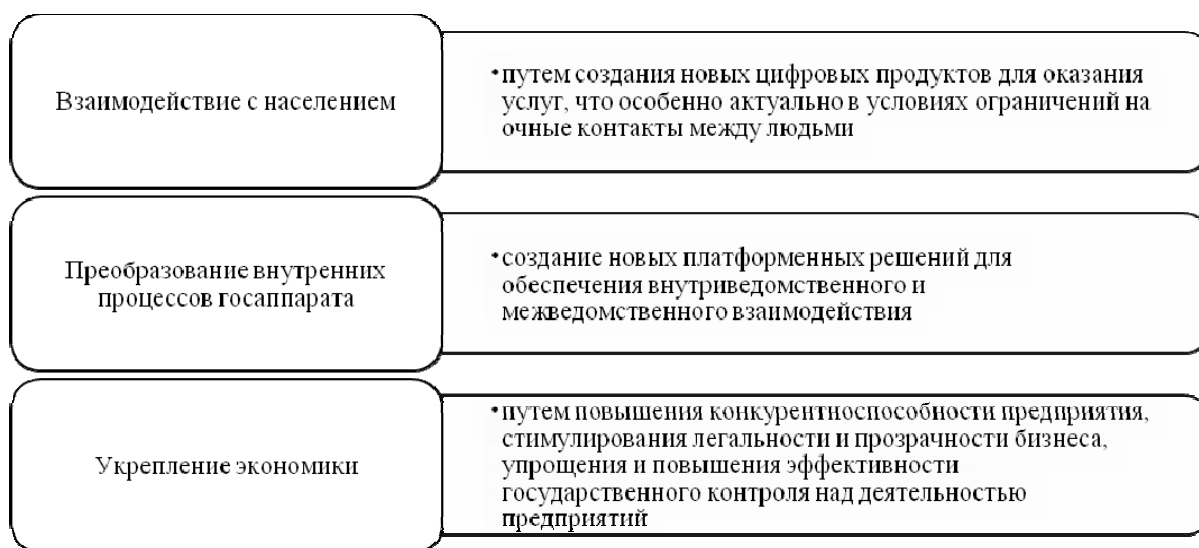 Взаимодействие с населением
•путем создания новых цифровых продуктов для оказания
услуг, что особенно актуально в условиях ограничений на
очные контакты между людьми
Преобразование внутренних
процессов госаппарата
•создание новых платформенных решений для
обеспечения внутриведомственного и
межведомственного взаимодействия
Укрепление экономики
•путем повышения конкурентноспособности предприятия,
стимулирования легальности и прозрачности бизнеса,
упрощения и повышения эффективности
государственного контроля над деятельностью
предприятий